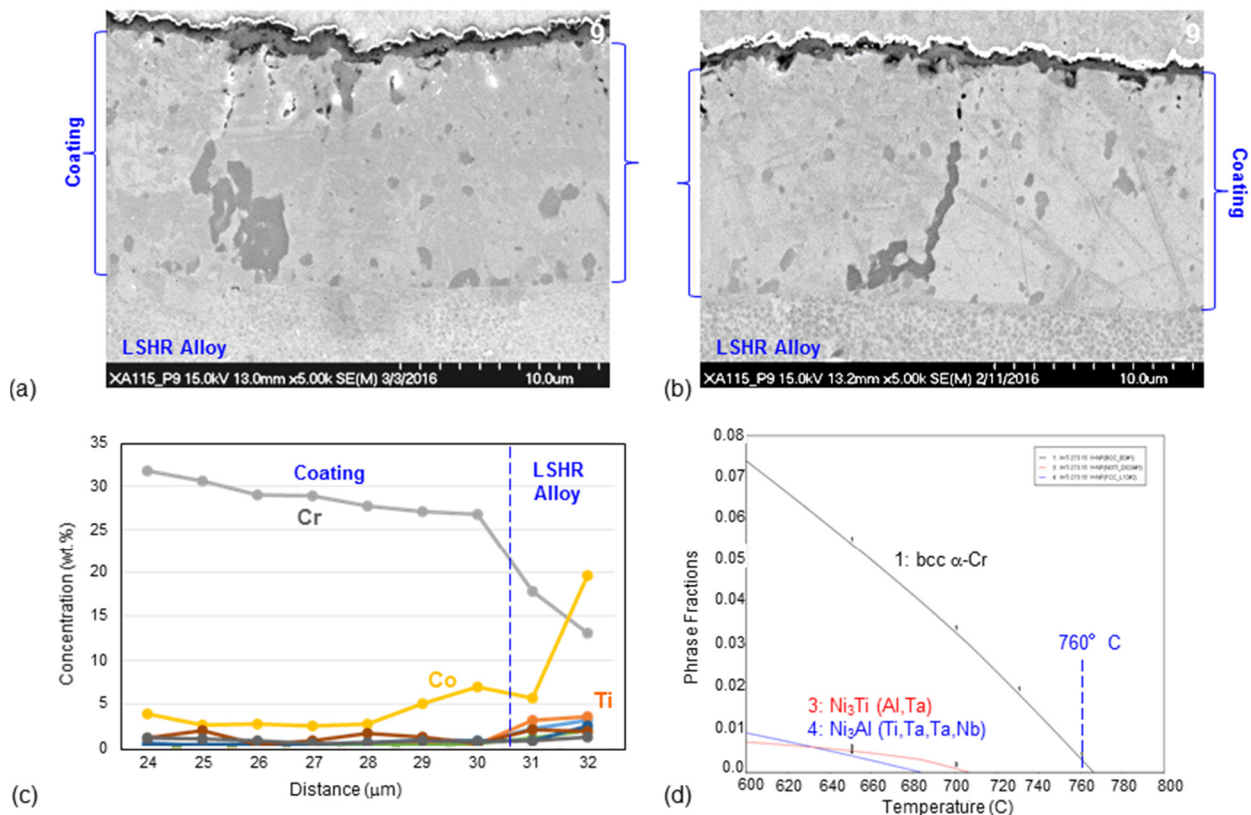 9
Coating
LSHR Alloy
XA115_P9 15.0kV 13.0mm x5.00k SE(M) 3/3/2016 10.0um
(a)
9
Coating
LSHR Alloy
XA115_P9 15.0kV 13.2mm x5.00k SE(M) 2/11/2016 10.0um
(b)
35
30
25
20
15
10
5
0
Concentration (wt.%)
Coating
LSHR
Alloy
Cr
Co
Ti
24 25 26 27 28 29 30 31 32
Distance (μm)
(c)
0.08
0.07
0.06
0.05
0.04
0.03
0.02
0.01
0.0
Phrase Fractions
1: bcc α-Cr
760° C
3: Ni₃Ti (Al,Ta)
4: Ni₃Al (Ti,Ta,Ta,Nb)
600 620 640 660 680 700 720 740 760 780 800
Temperature (C)
(d)